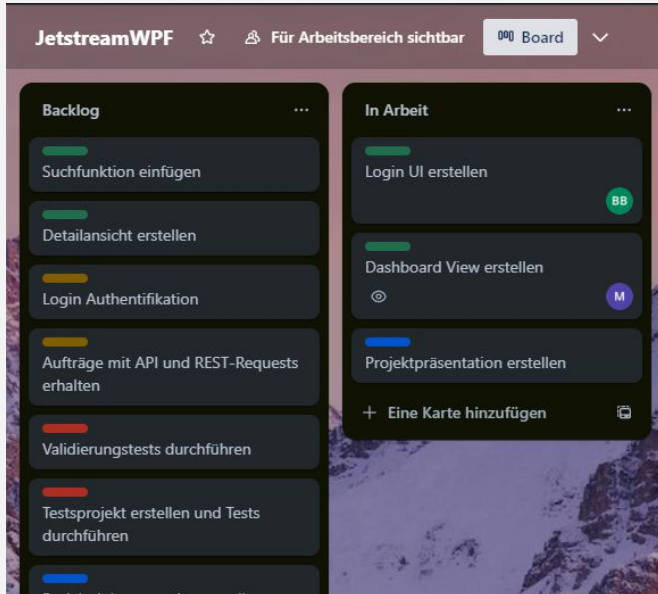 JetstreamWPF
Für Arbeitsbereich sichtbar
Board
Backlog
Suchfunktion einfügen
Detailansicht erstellen
Login Authentifikation
Aufträge mit API und REST-Requests
erhalten
Validierungstests durchführen
Testsprojekt erstellen und Tests
durchführen
In Arbeit
Login UI erstellen
BB
Dashboard View erstellen
M
Projektpräsentation erstellen
Eine Karte hinzufügen